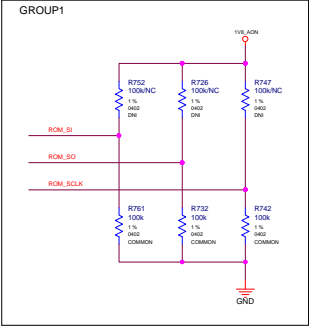 GROUP1
1V8_AON
R752
100k/NC
1 %
0402
DNI
R726
100k/NC
1 %
0402
DNI
R747
100k/NC
1 %
0402
DNI
ROM_SI
ROM_SO
ROM_SCLK
R761
100k
1 %
0402
COMMON
R732
100k
1 %
0402
COMMON
R742
100k
1 %
0402
COMMON
GND